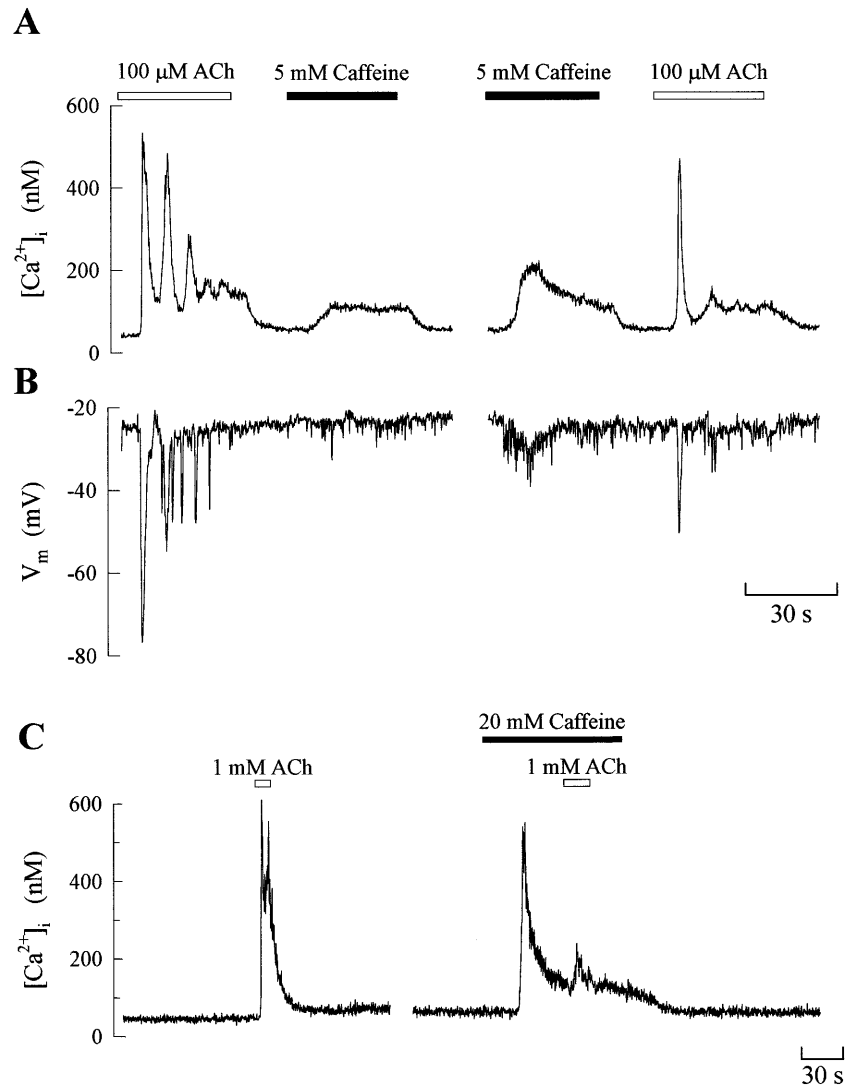 A
100 μM ACh 5 mM Caffeine 5 mM Caffeine 100 μM ACh
600
400
200
0
[Ca2+]i (nM)
B
-20
-40
-60
-80
Vm (mV)
30 s
C
20 mM Caffeine
1 mM ACh 1 mM ACh
600
400
200
0
[Ca2+]i (nM)
30 s